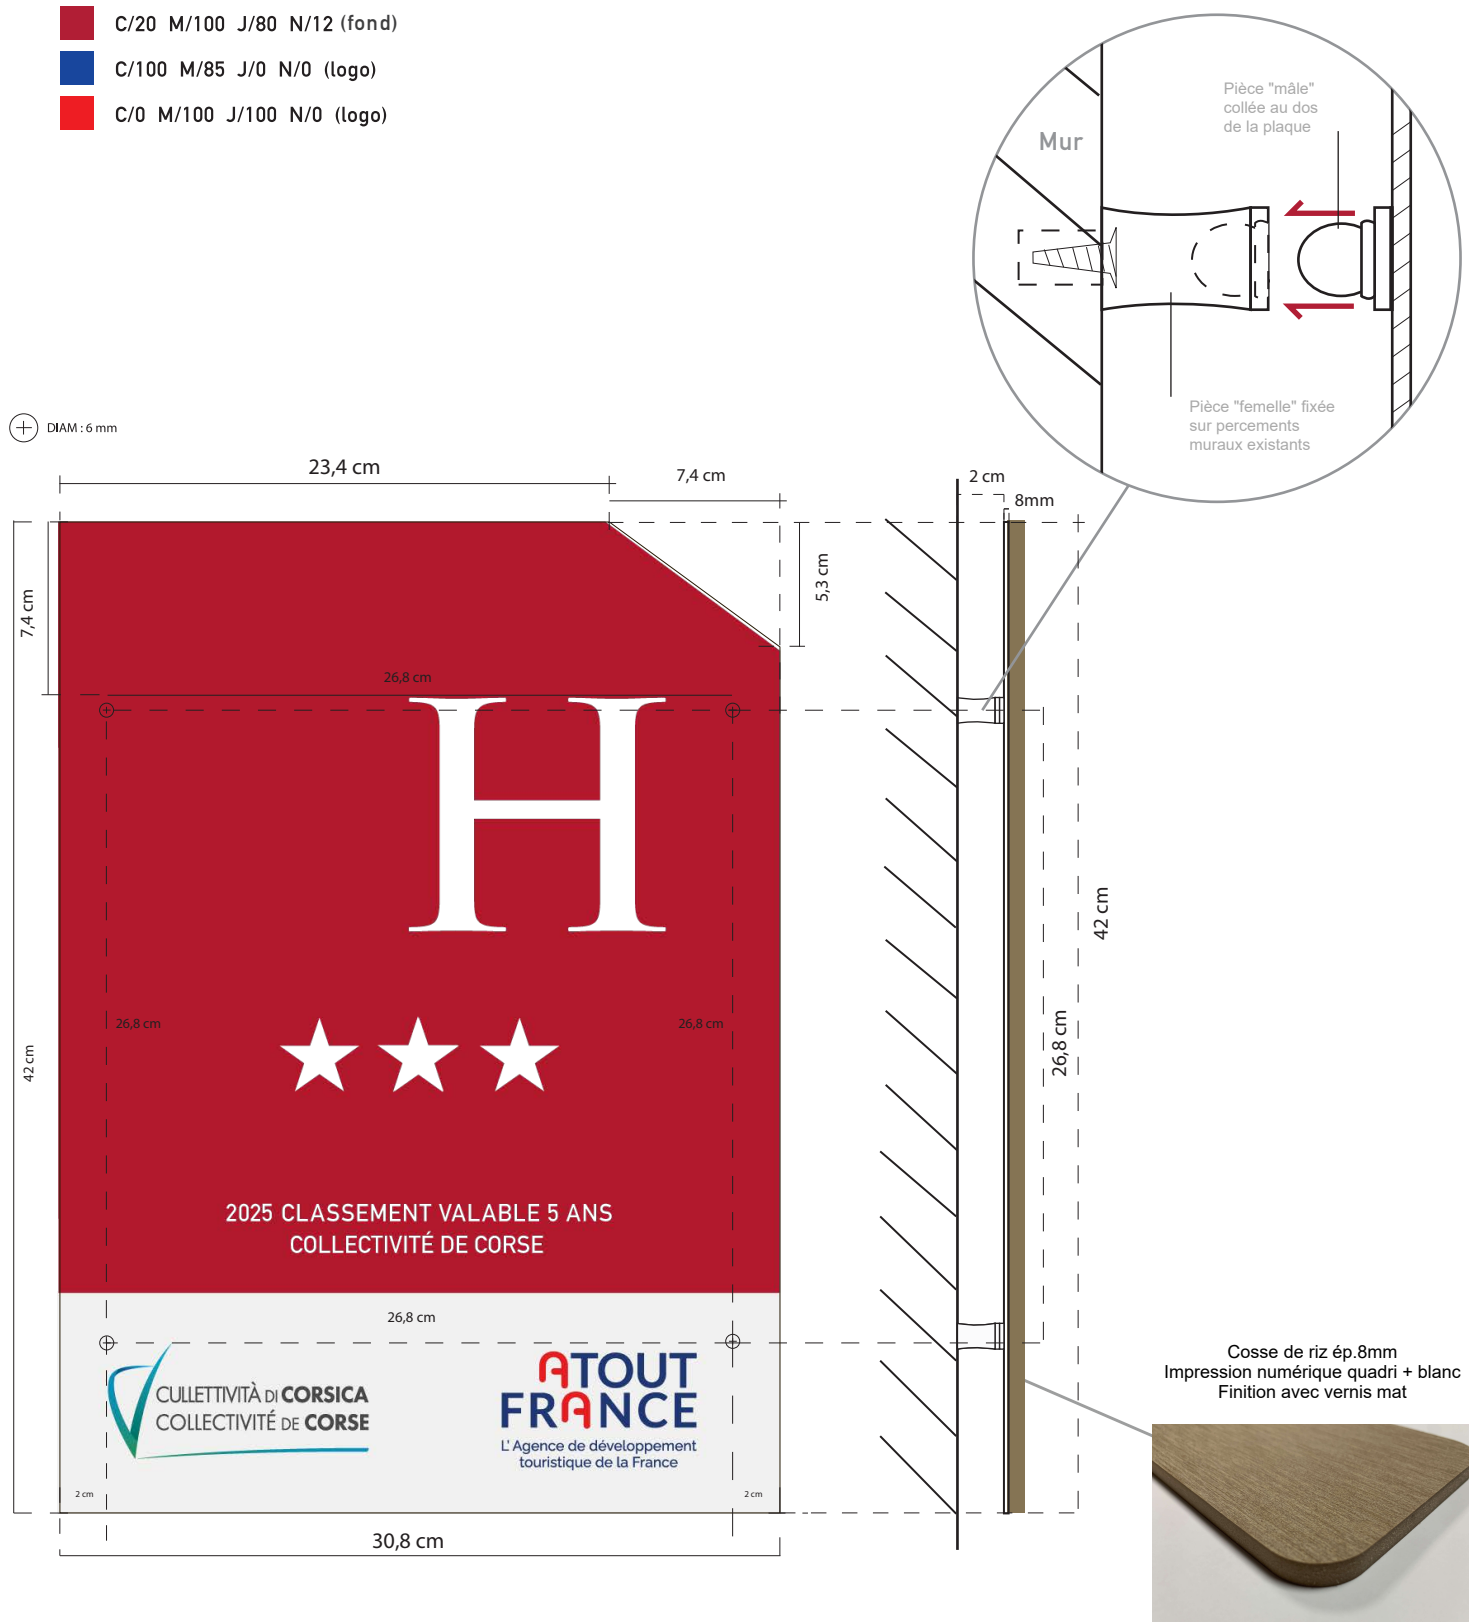 C/20 M/100 J/80 N/12 (fond)
C/100 M/85 J/0 N/0 (logo)
C/0 M/100 J/100 N/0 (logo)
Pièce "mâle"
collée au dos
de la plaque
Mur
Pièce "femelle" fixée
sur percements
muraux existants
DIAM : 6 mm
23,4 cm
7,4 cm
2 cm
8mm
7,4 cm
5,3 cm
26,8 cm
H
42 cm
26,8 cm
26,8 cm
26,8 cm
42 cm
2025 CLASSEMENT VALABLE 5 ANS
COLLECTIVITÉ DE CORSE
26,8 cm
CULLETTIVITÀ DI CORSICA
COLLECTIVITÉ DE CORSE
ATOUT
FRANCE
L'Agence de développement
touristique de la France
2 cm
2 cm
30,8 cm
Cosse de riz ép.8mm
Impression numérique quadri + blanc
Finition avec vernis mat